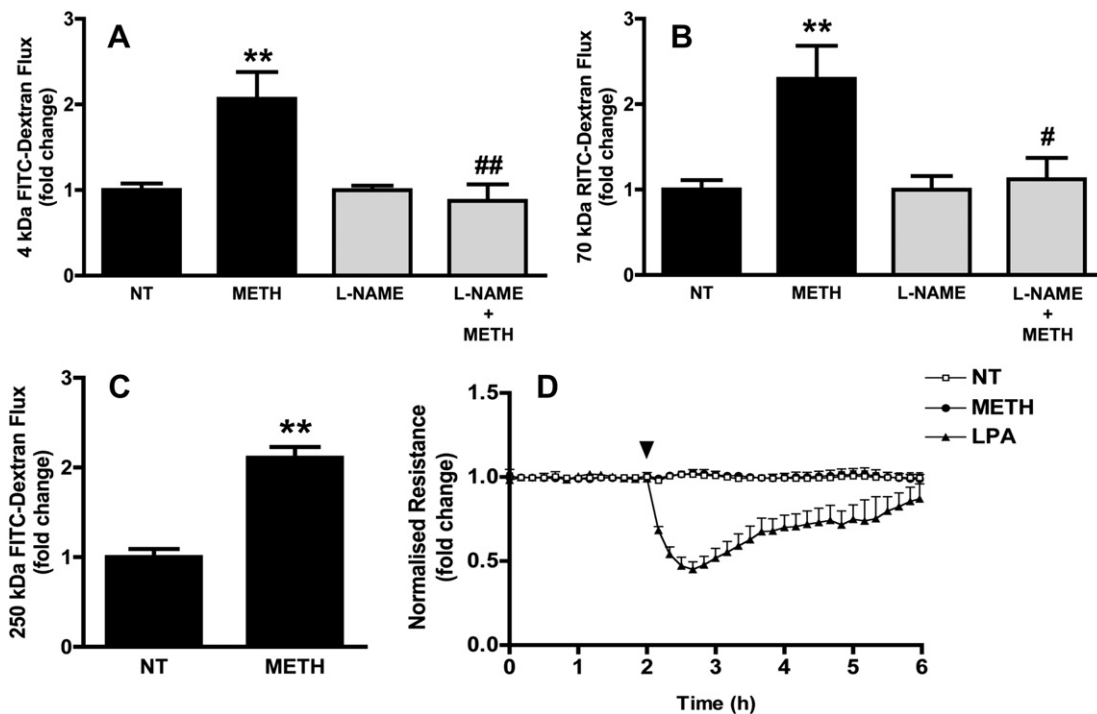 A
4 kDa FITC-Dextran Flux
(fold change)
3
2
1
0
**
##
NT
METH
L-NAME
L-NAME
+
METH
B
70 kDa RITC-Dextran Flux
(fold change)
3
2
1
0
**
#
NT
METH
L-NAME
L-NAME
+
METH
C
250 kDa FITC-Dextran Flux
(fold change)
3
2
1
0
**
NT
METH
D
Normalised Resistance
(fold change)
1.5
1.0
0.5
0.0
0 1 2 3 4 5 6
Time (h)
NT
METH
LPA